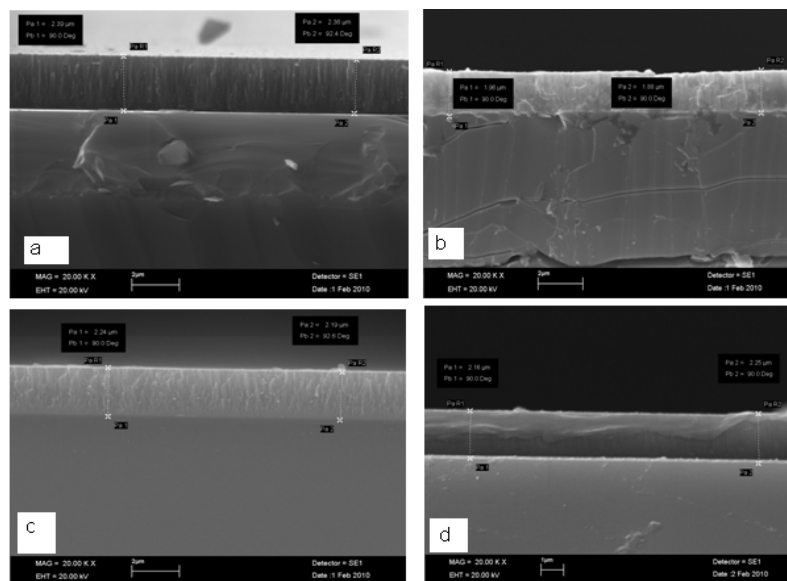 Pa 1 = 2.39 µm
Pb 1 = 90.0 Deg
Pa 2 = 2.36 µm
Pb 2 = 92.4 Deg
Pa R1
Pa R2
Pa 1
Pa 2
a
MAG = 20.00 K X
2µm
Detector = SE1
EHT = 20.00 kV
Date :1 Feb 2010
Pa R1
Pa R2
Pa 1 = 1.96 µm
Pb 1 = 90.0 Deg
Pa 2 = 1.88 µm
Pb 2 = 90.0 Deg
Pa 1
Pa 2
b
MAG = 20.00 K X
2µm
Detector = SE1
EHT = 20.00 kV
Date :1 Feb 2010
Pa 1 = 2.24 µm
Pb 1 = 90.0 Deg
Pa 2 = 2.19 µm
Pb 2 = 92.6 Deg
Pa R1
Pa R2
Pa 1
Pa 2
c
MAG = 20.00 K X
2µm
Detector = SE1
EHT = 20.00 kV
Date :1 Feb 2010
Pa 1 = 2.16 µm
Pb 1 = 90.0 Deg
Pa 2 = 2.25 µm
Pb 2 = 90.0 Deg
Pa R1
Pa R2
Pa 1
Pa 2
d
MAG = 20.00 K X
1µm
Detector = SE1
EHT = 20.00 kV
Date :2 Feb 2010